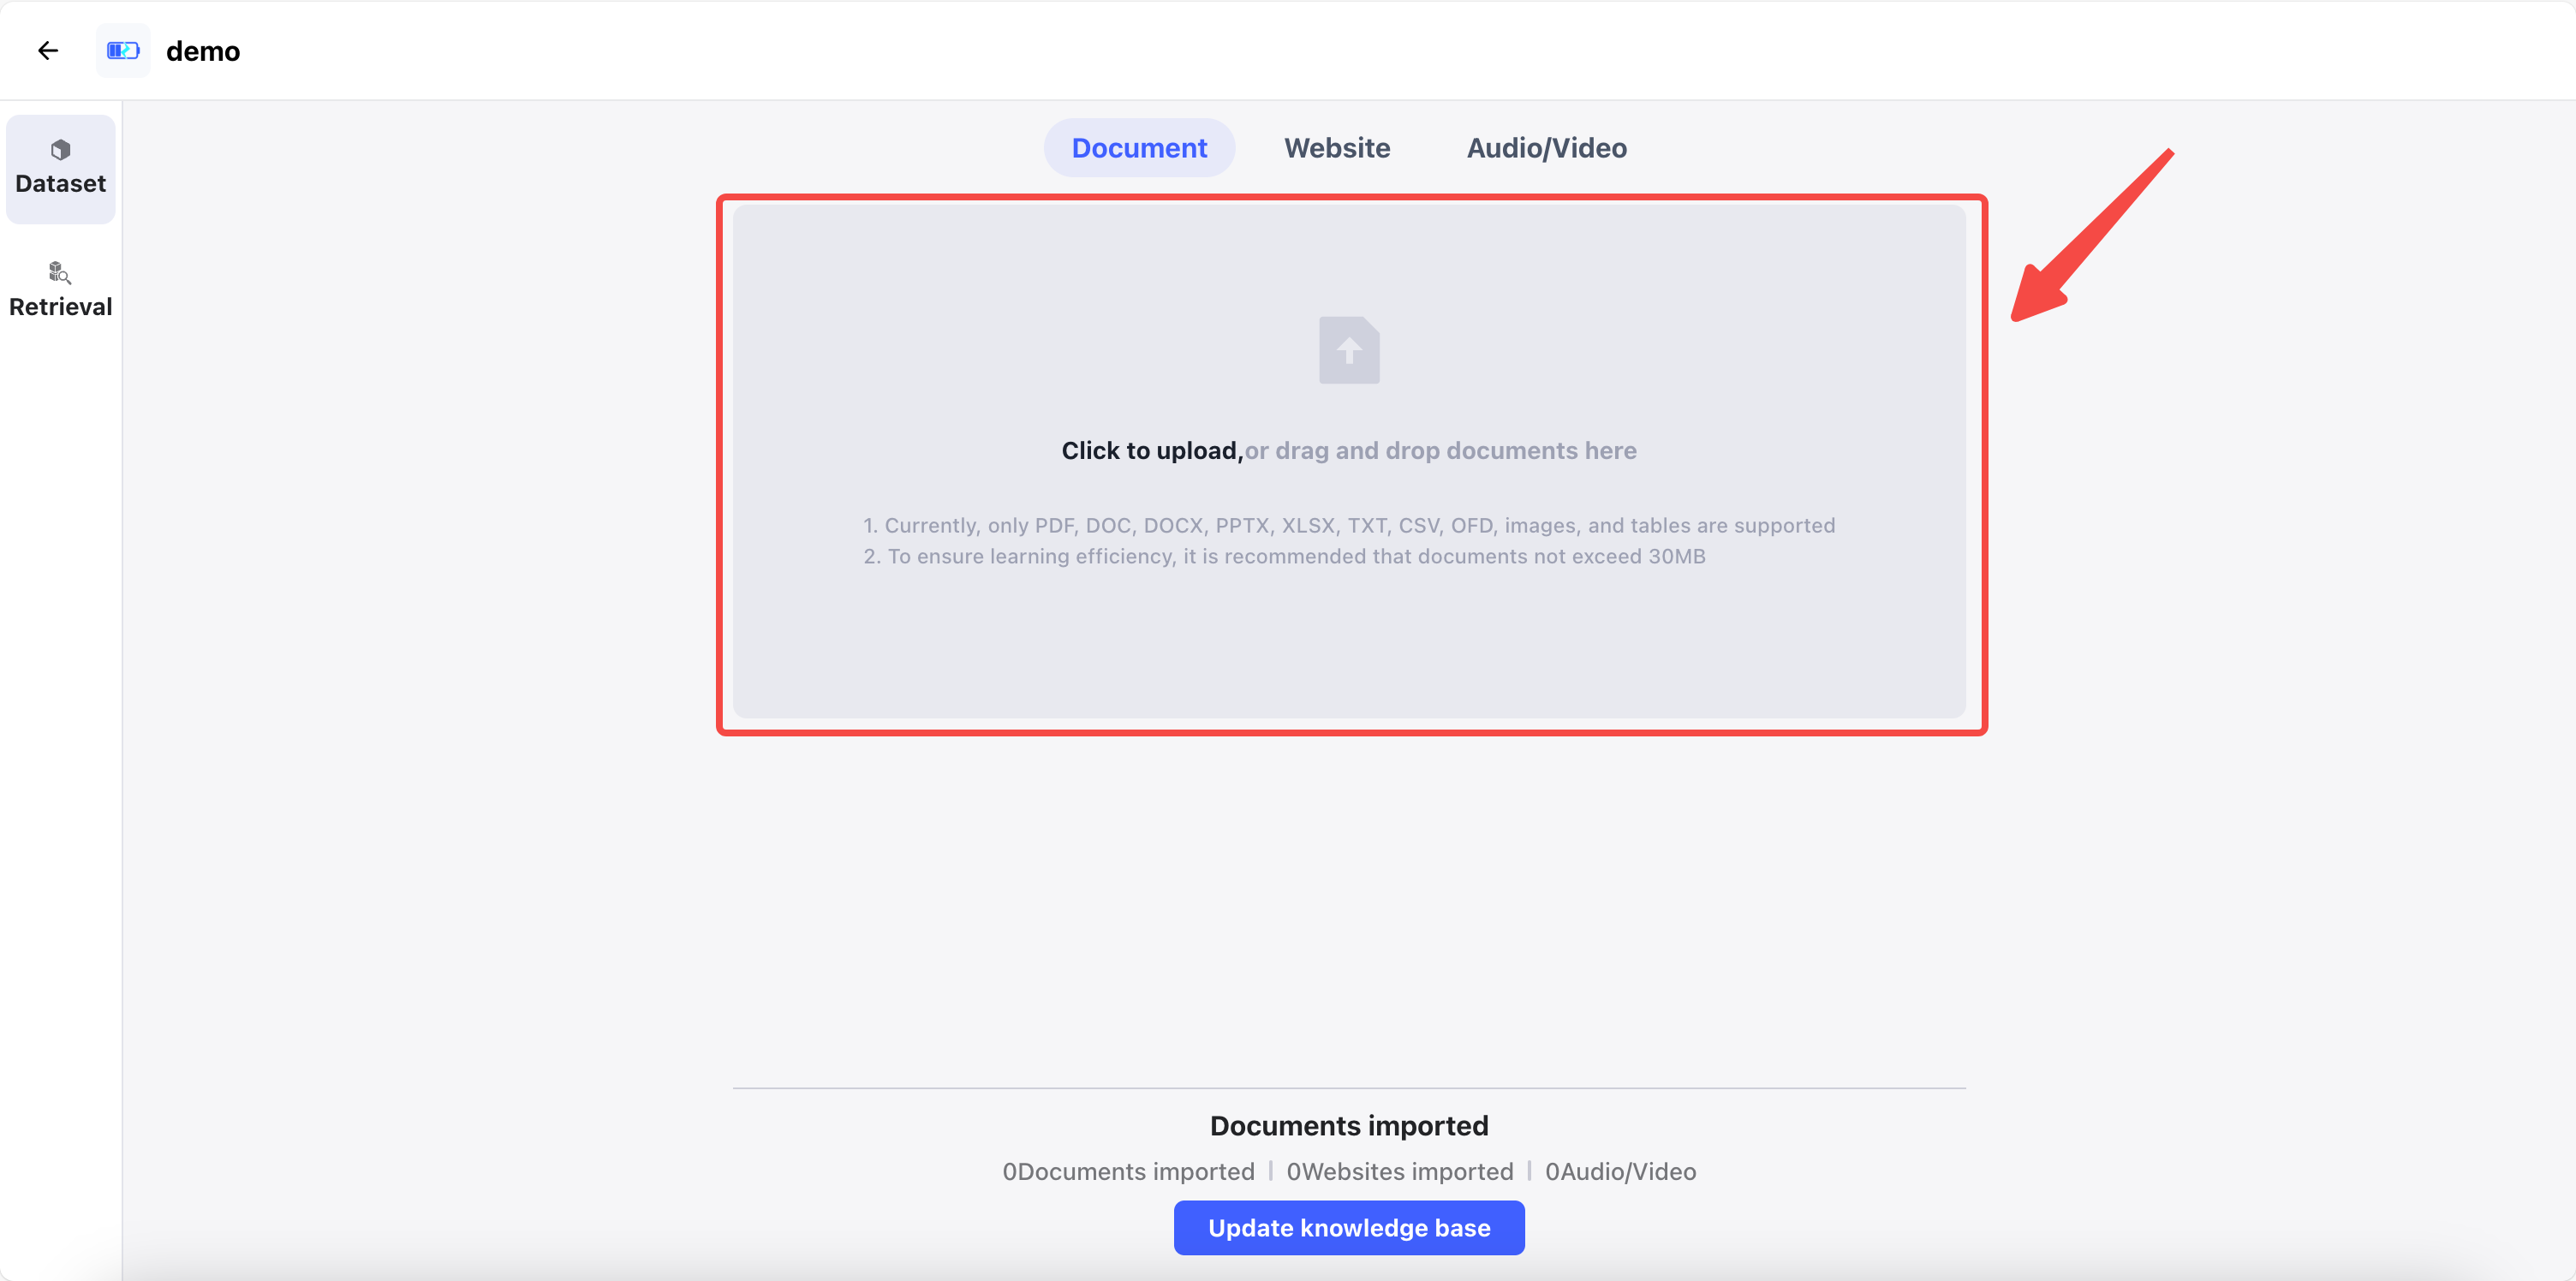 demo
Dataset
Retrieval
Document Website Audio/Video
Click to upload,or drag and drop documents here
1. Currently, only PDF, DOC, DOCX, PPTX, XLSX, TXT, CSV, OFD, images, and tables are supported
2. To ensure learning efficiency, it is recommended that documents not exceed 30MB
Documents imported
0Documents imported | 0Websites imported | 0Audio/Video
Update knowledge base